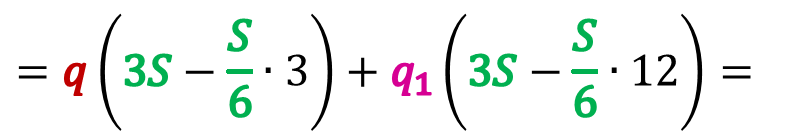 = q(3S − S/6 · 3) + q₁(3S − S/6 · 12) =